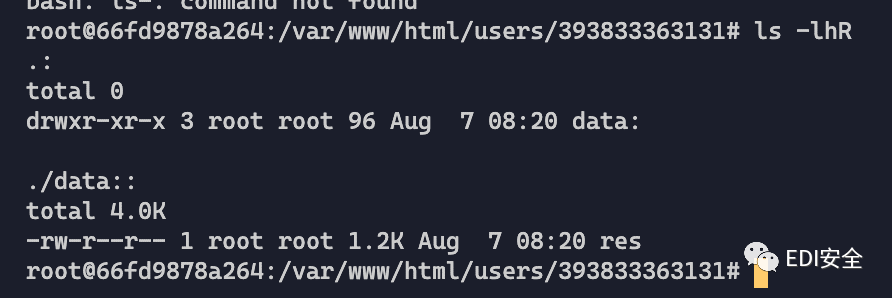 bash: ls-: command not found
root@66fd9878a264:/var/www/html/users/393833363131# ls -lhR
.:
total 0
drwxr-xr-x 3 root root 96 Aug  7 08:20 data:

./data::
total 4.0K
-rw-r--r-- 1 root root 1.2K Aug  7 08:20 res
root@66fd9878a264:/var/www/html/users/393833363131#
EDI安全